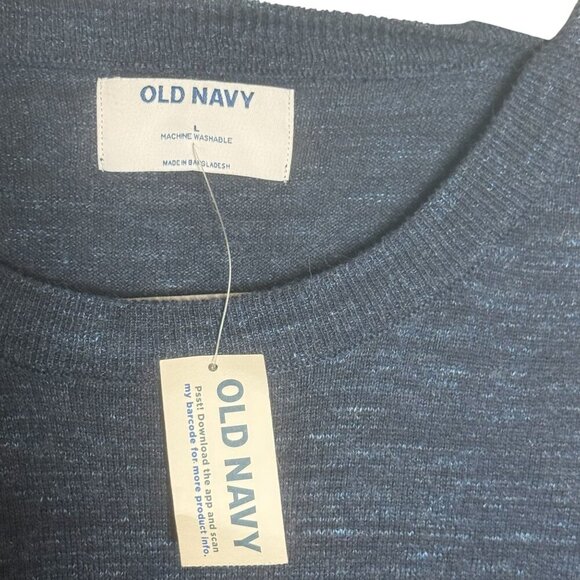 OLD NAVY
L
MACHINE WASHABLE
MADE IN BANGLADESH
OLD NAVY
Psst! Download the app and scan
my barcode for more product info.